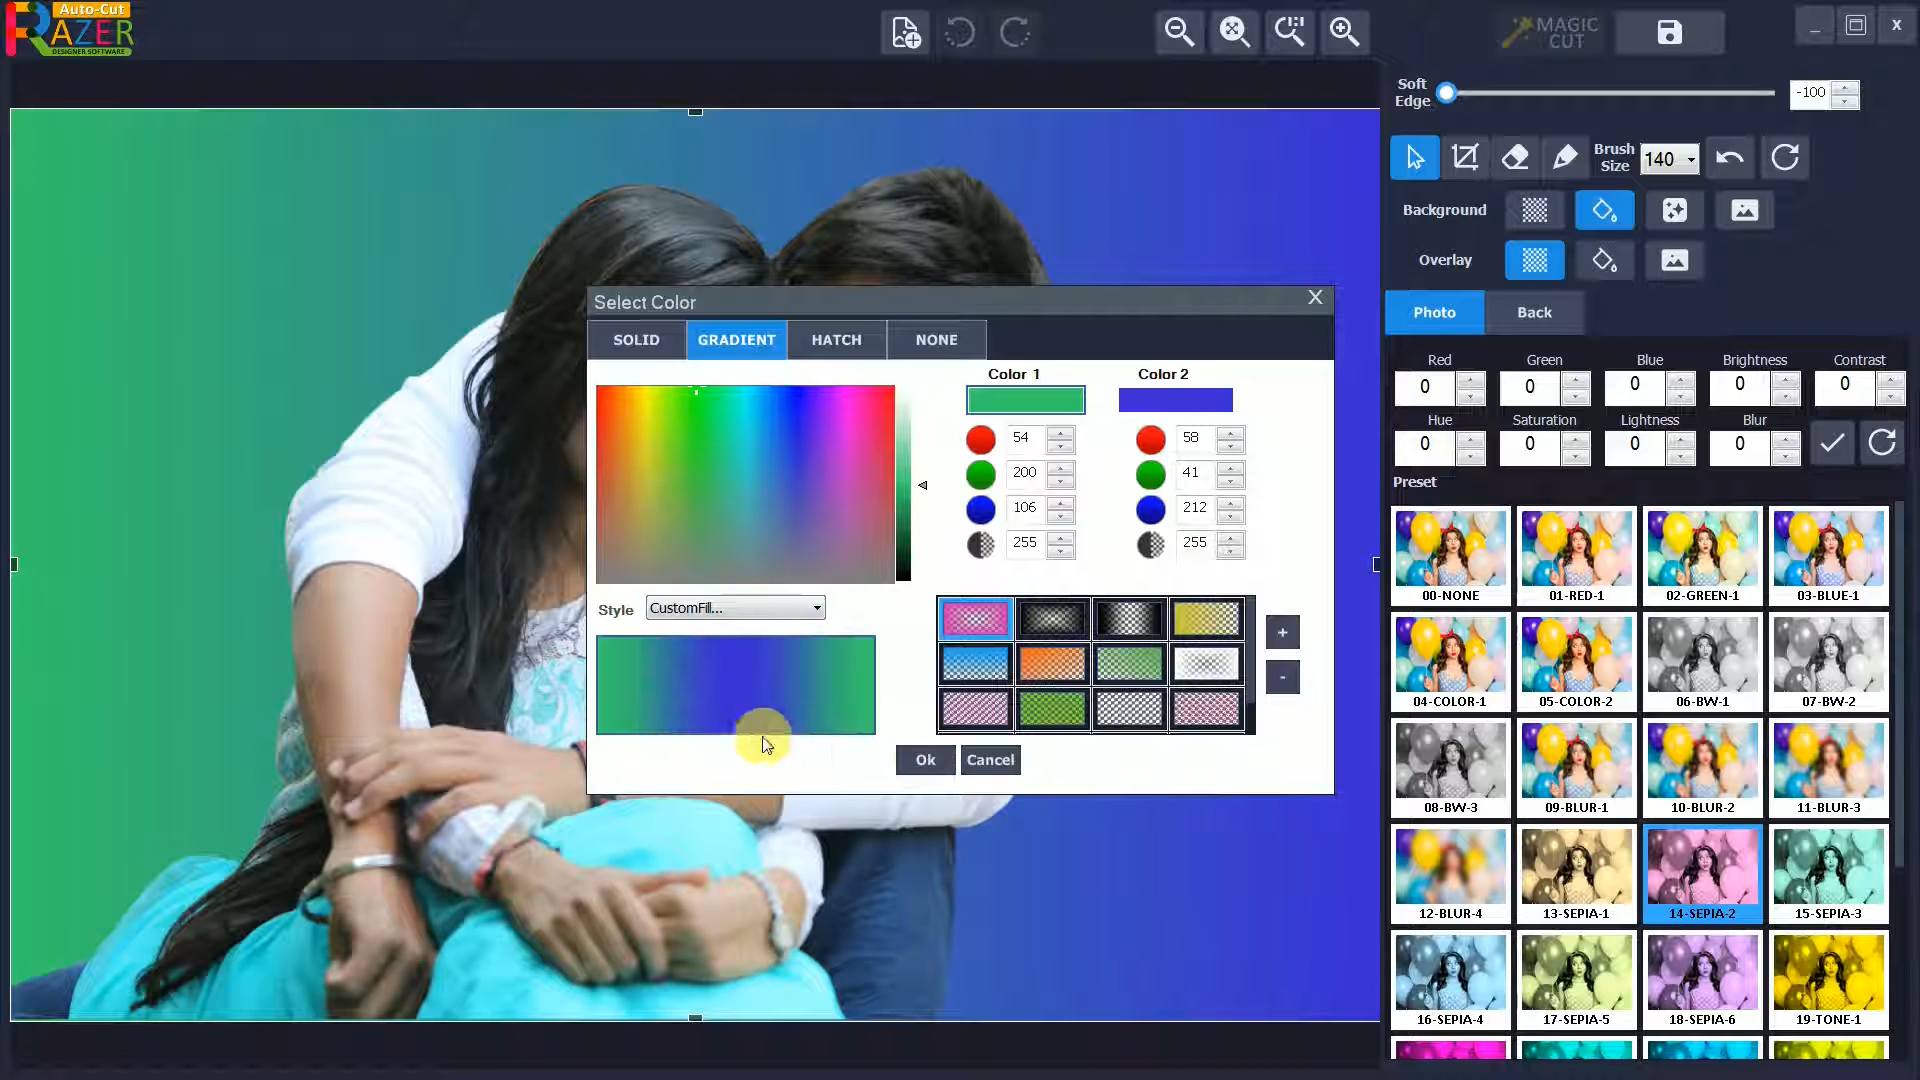 Auto-Cut
RAZER
DESIGNER SOFTWARE
MAGIC
CUT
_
X
Soft
Edge
-100
Brush
Size
140
Background
Overlay
Photo
Back
Red
Green
Blue
Brightness
Contrast
0
0
0
0
0
Hue
Saturation
Lightness
Blur
0
0
0
0
Preset
00-NONE
01-RED-1
02-GREEN-1
03-BLUE-1
04-COLOR-1
05-COLOR-2
06-BW-1
07-BW-2
08-BW-3
09-BLUR-1
10-BLUR-2
11-BLUR-3
12-BLUR-4
13-SEPIA-1
14-SEPIA-2
15-SEPIA-3
16-SEPIA-4
17-SEPIA-5
18-SEPIA-6
19-TONE-1
Select Color
X
SOLID
GRADIENT
HATCH
NONE
Color 1
Color 2
54
58
200
41
106
212
255
255
Style
CustomFill...
+
-
Ok
Cancel